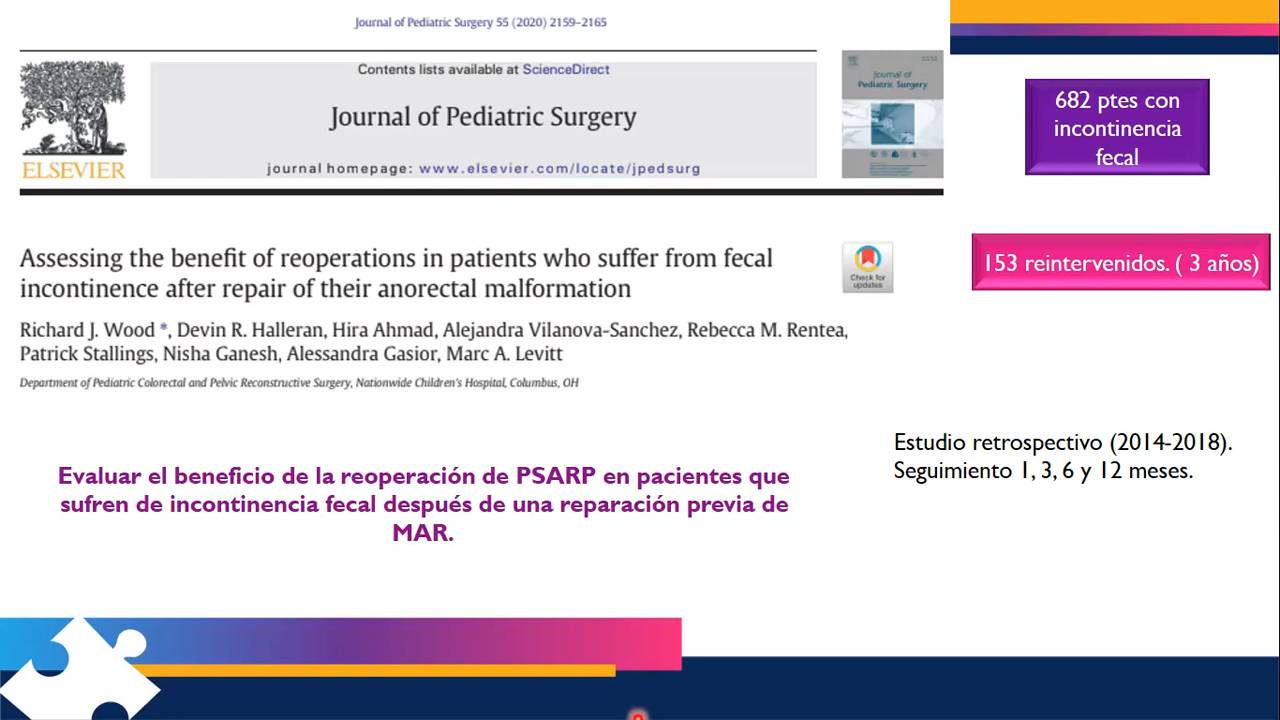 Journal of Pediatric Surgery 55 (2020) 2159–2165
Contents lists available at ScienceDirect
Journal of Pediatric Surgery
journal homepage: www.elsevier.com/locate/jpedsurg
ELSEVIER
Journal of
Pediatric Surgery
682 ptes con
incontinencia
fecal
153 reintervenidos. ( 3 años)
Assessing the benefit of reoperations in patients who suffer from fecal
incontinence after repair of their anorectal malformation
Check for
updates
Richard J. Wood *, Devin R. Halleran, Hira Ahmad, Alejandra Vilanova-Sanchez, Rebecca M. Rentea,
Patrick Stallings, Nisha Ganesh, Alessandra Gasior, Marc A. Levitt
Department of Pediatric Colorectal and Pelvic Reconstructive Surgery, Nationwide Children's Hospital, Columbus, OH
Estudio retrospectivo (2014-2018).
Seguimiento 1, 3, 6 y 12 meses.
Evaluar el beneficio de la reoperación de PSARP en pacientes que
sufren de incontinencia fecal después de una reparación previa de
MAR.